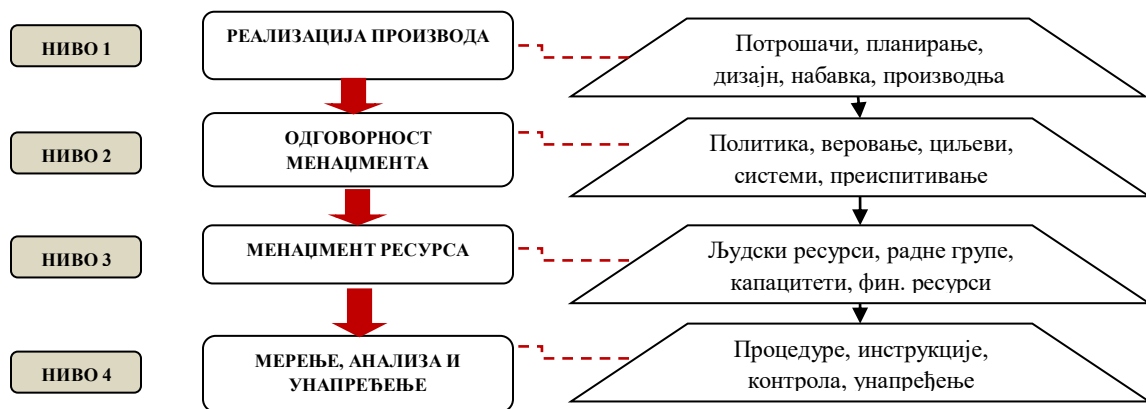 НИВО 1
РЕАЛИЗАЦИЈА ПРОИЗВОДА
Потрошачи, планирање,
дизајн, набавка, производња
НИВО 2
ОДГОВОРНОСТ
МЕНАЏМЕНТА
Политика, веровање, циљеви,
системи, преиспитивање
НИВО 3
МЕНАЏМЕНТ РЕСУРСА
Људски ресурси, радне групе,
капацитети, фин. ресурси
НИВО 4
МЕРЕЊЕ, АНАЛИЗА И
УНАПРЕЂЕЊЕ
Процедуре, инструкције,
контрола, унапређење